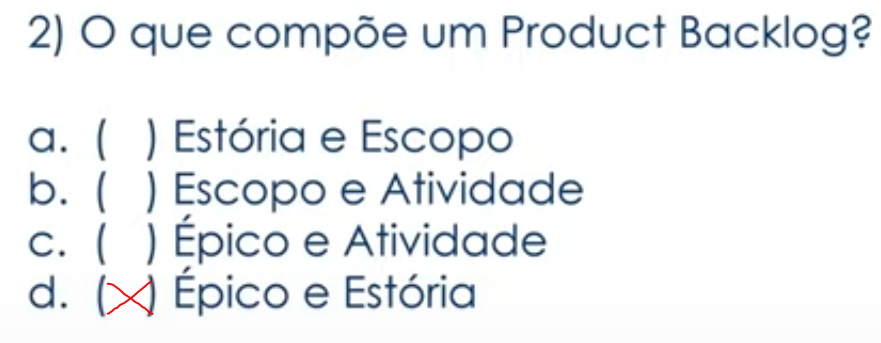 2) O que compõe um Product Backlog?
a. ( ) Estória e Escopo
b. ( ) Escopo e Atividade
c. ( ) Épico e Atividade
d. (X) Épico e Estória